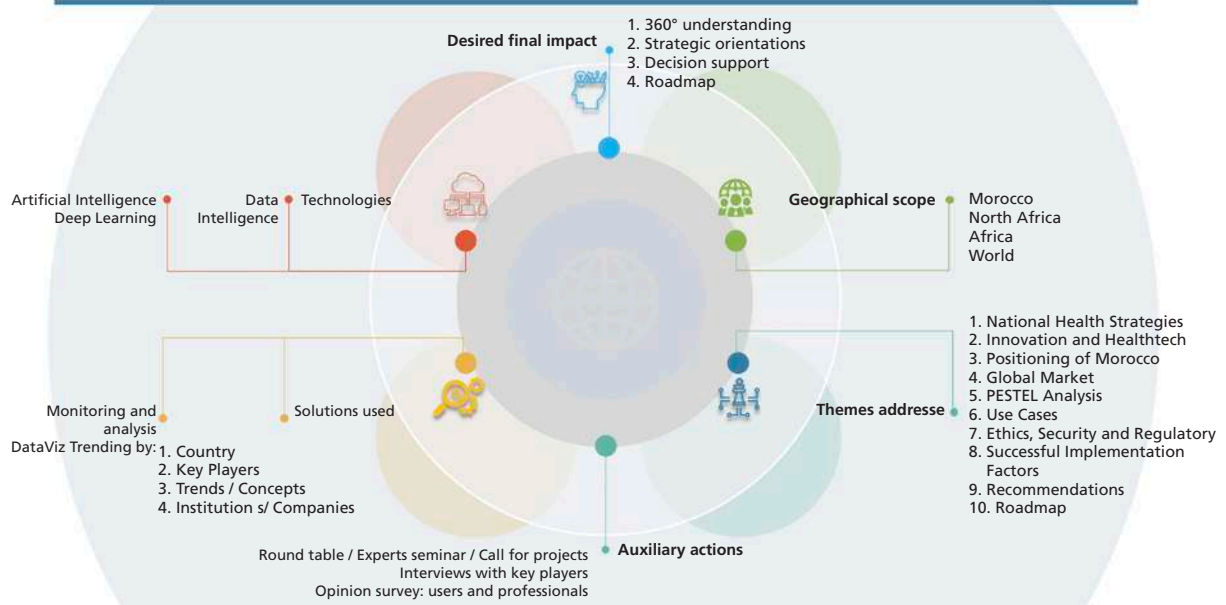 Desired final impact
1. 360° understanding
2. Strategic orientations
3. Decision support
4. Roadmap
Artificial Intelligence
Deep Learning
Data
Intelligence
Technologies
Geographical scope
Morocco
North Africa
Africa
World
Monitoring and
analysis
DataViz Trending by:
1. Country
2. Key Players
3. Trends / Concepts
4. Institution s/ Companies
Solutions used
Themes addresse
1. National Health Strategies
2. Innovation and Healthtech
3. Positioning of Morocco
4. Global Market
5. PESTEL Analysis
6. Use Cases
7. Ethics, Security and Regulatory
8. Successful Implementation
Factors
9. Recommendations
10. Roadmap
Round table / Experts seminar / Call for projects
Interviews with key players
Opinion survey: users and professionals
Auxiliary actions